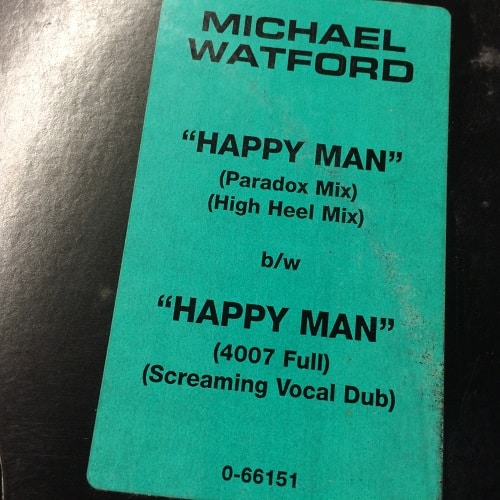 MICHAEL
WATFORD
“HAPPY MAN”
(Paradox Mix)
(High Heel Mix)
b/w
“HAPPY MAN”
(4007 Full)
(Screaming Vocal Dub)
0-66151